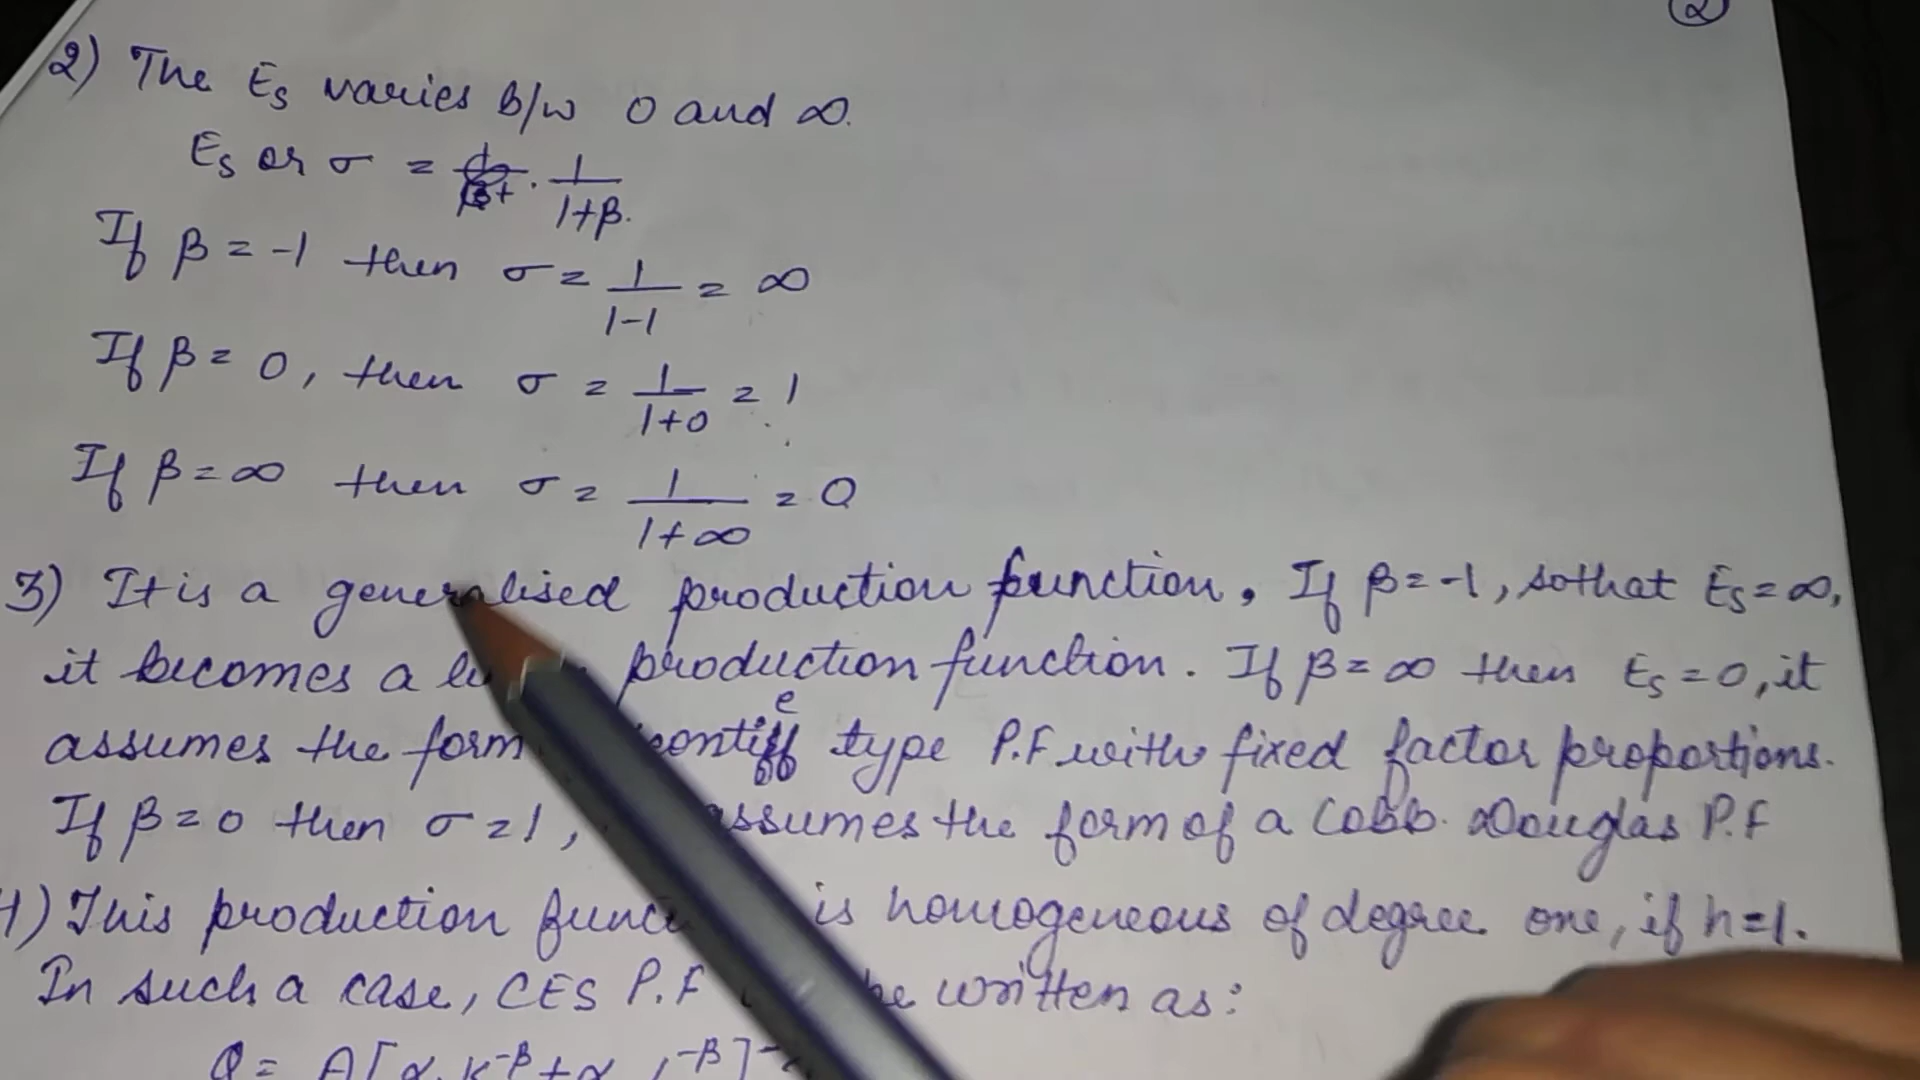 2
2) The Es varies b/w 0 and ∞.
Es or σ = . 1/1+β.
If β = -1 then σ = 1/1-1 = ∞
If β = 0, then σ = 1/1+0 = 1
If β = ∞ then σ = 1/1+∞ = 0
3) It is a generalised production function. If β = -1, so that Es = ∞,
it becomes a production function. If β = ∞ then Es = 0, it
assumes the form type P.F with fixed factor proportions.
If β = 0 then σ = 1, assumes the form of a Cobb. Douglas P.F
4) This production is homogeneous of degree one, if n = 1.
In such a case, CES P.F be written as:
Q = A[α, K^-β + α